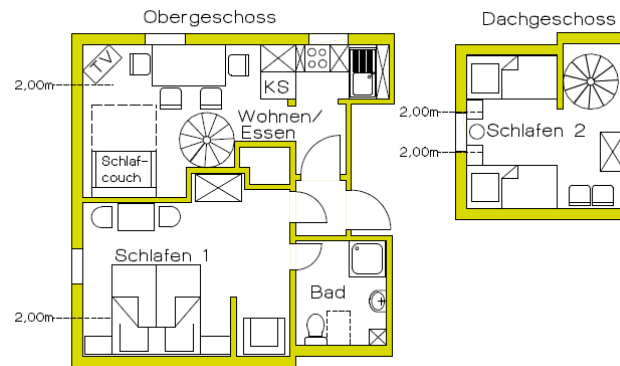 Obergeschoss
Dachgeschoss
TV
2,00m
KS
Wohnen/
Essen
Schlaf-
couch
2,00m
Schlafen 2
2,00m
Schlafen 1
Bad
2,00m